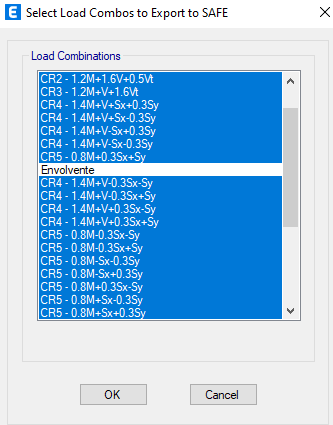 E Select Load Combos to Export to SAFE
Load Combinations
CR2 - 1.2M+1.6V+0.5Vt
CR3 - 1.2M+V+1.6Vt
CR4 - 1.4M+V+Sx+0.3Sy
CR4 - 1.4M+V+Sx-0.3Sy
CR4 - 1.4M+V-Sx+0.3Sy
CR4 - 1.4M+V-Sx-0.3Sy
CR5 - 0.8M+0.3Sx+Sy
Envolvente
CR4 - 1.4M+V-0.3Sx-Sy
CR4 - 1.4M+V-0.3Sx+Sy
CR4 - 1.4M+V+0.3Sx-Sy
CR4 - 1.4M+V+0.3Sx+Sy
CR5 - 0.8M-0.3Sx-Sy
CR5 - 0.8M-0.3Sx+Sy
CR5 - 0.8M-Sx-0.3Sy
CR5 - 0.8M-Sx+0.3Sy
CR5 - 0.8M+0.3Sx-Sy
CR5 - 0.8M+Sx-0.3Sy
CR5 - 0.8M+Sx+0.3Sy
OK Cancel